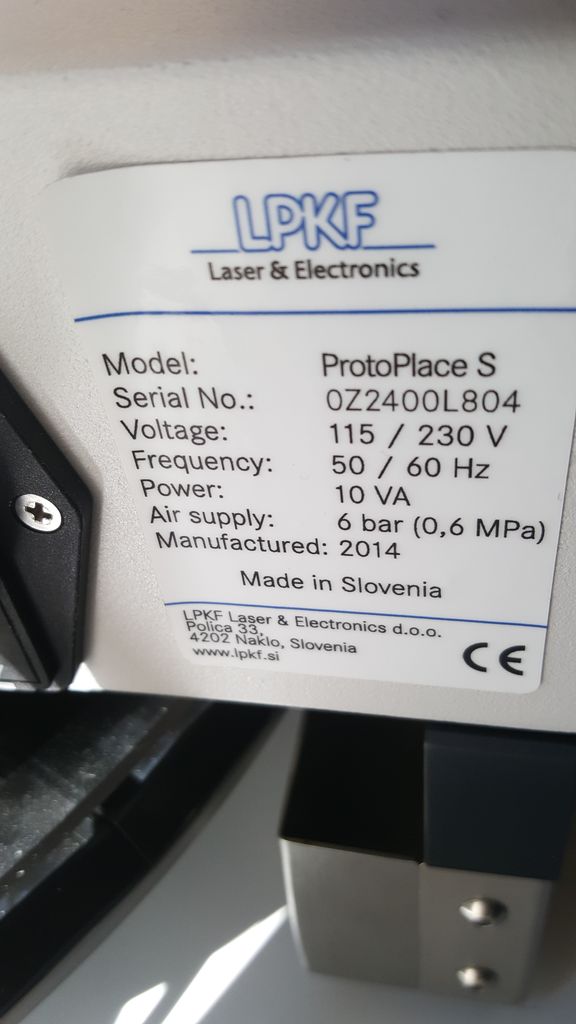 LPKF
Laser & Electronics
Model: ProtoPlace S
Serial No.: 0Z2400L804
Voltage: 115 / 230 V
Frequency: 50 / 60 Hz
Power: 10 VA
Air supply: 6 bar (0,6 MPa)
Manufactured: 2014
Made in Slovenia
LPKF Laser & Electronics d.o.o.
Polica 33,
4202 Naklo, Slovenia
www.lpkf.si
CE